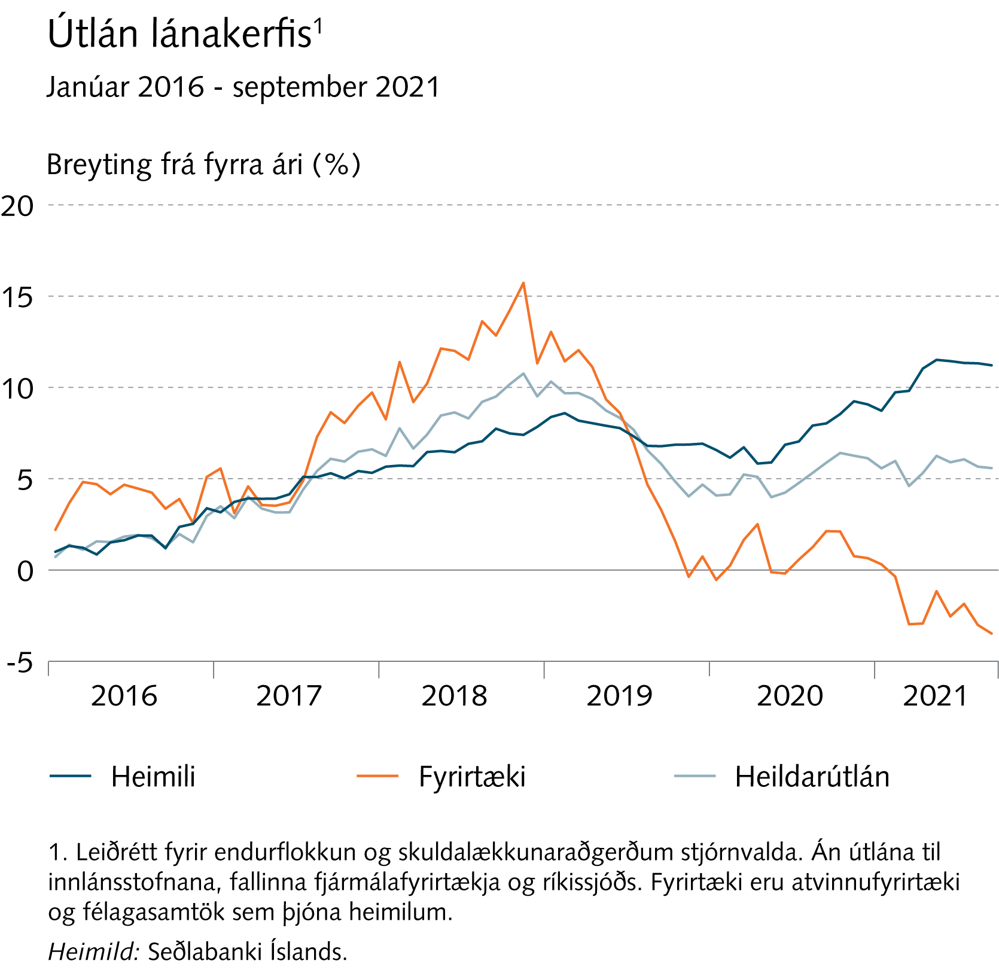 Útlán lánakerfis¹
Janúar 2016 - september 2021
Breyting frá fyrra ári (%)
20
15
10
5
0
-5
2016 2017 2018 2019 2020 2021
Heimili Fyrirtæki Heildarútlán
1. Leiðrétt fyrir endurflokkun og skuldalækkunaraðgerðum stjórnvalda. Án útlána til
innlánsstofnana, fallinna fjármálafyrirtækja og ríkissjóðs. Fyrirtæki eru atvinnufyrirtæki
og félagasamtök sem þjóna heimilum.
Heimild: Seðlabanki Íslands.